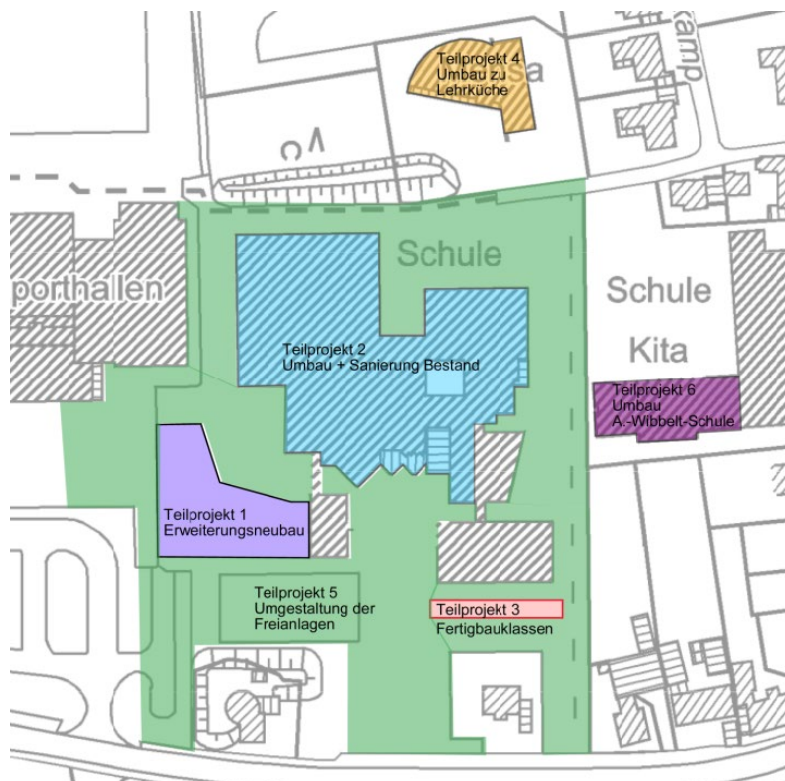 Teilprojekt 4
Umbau zu
Lehrküche
kamp
V
C
Schule
porthallen
Schule
Kita
Teilprojekt 2
Umbau + Sanierung Bestand
Teilprojekt 6
Umbau
A.-Wibbelt-Schule
Teilprojekt 1
Erweiterungsneubau
Teilprojekt 5
Umgestaltung der
Freianlagen
Teilprojekt 3
Fertigbauklassen